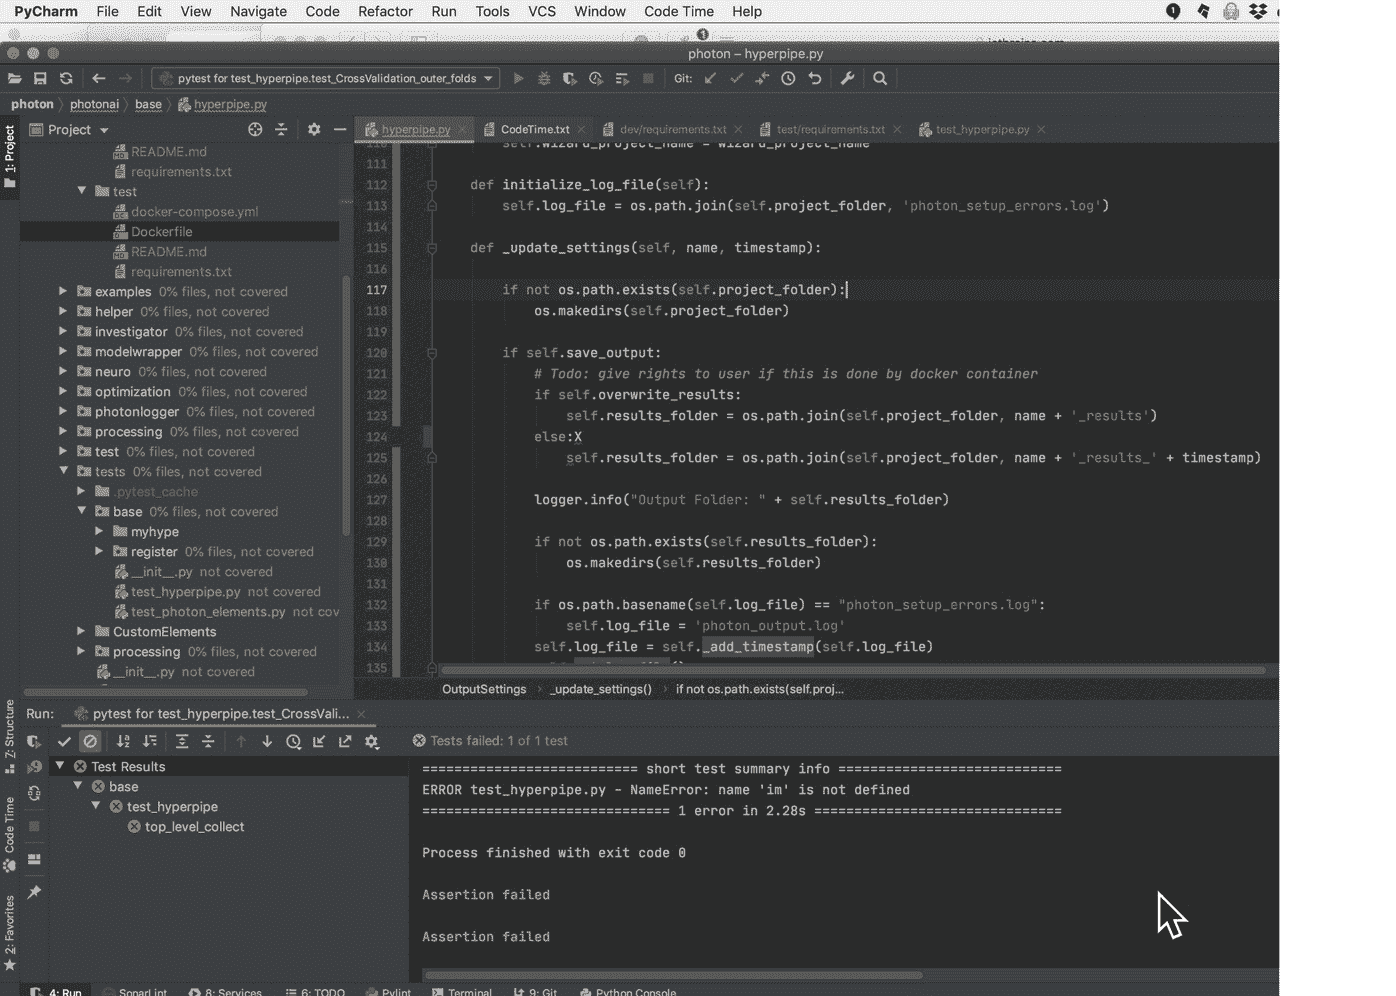 PyCharm File Edit View Navigate Code Refactor Run Tools VCS Window Code Time Help
photon – hyperpipe.py
pytest for test_hyperpipe.test_CrossValidation_outer_folds Git:
photon photonai base hyperpipe.py
Project
hyperpipe.py CodeTime.txt dev/requirements.txt test/requirements.txt test_hyperpipe.py
1: Project
README.md
requirements.txt
test
docker-compose.yml
Dockerfile
README.md
requirements.txt
examples 0% files, not covered
helper 0% files, not covered
investigator 0% files, not covered
modelwrapper 0% files, not covered
neuro 0% files, not covered
optimization 0% files, not covered
photonlogger 0% files, not covered
processing 0% files, not covered
test 0% files, not covered
tests 0% files, not covered
.pytest_cache
base 0% files, not covered
myhype
register 0% files, not covered
__init__.py not covered
test_hyperpipe.py not covered
test_photon_elements.py not cov
CustomElements
processing 0% files, not covered
__init__.py not covered
110 self.wizard_project_name = wizard_project_name
111
112 def initialize_log_file(self):
113 self.log_file = os.path.join(self.project_folder, 'photon_setup_errors.log')
114
115 def _update_settings(self, name, timestamp):
116
117 if not os.path.exists(self.project_folder):
118 os.makedirs(self.project_folder)
119
120 if self.save_output:
121 # Todo: give rights to user if this is done by docker container
122 if self.overwrite_results:
123 self.results_folder = os.path.join(self.project_folder, name + '_results')
124 else:X
125 self.results_folder = os.path.join(self.project_folder, name + '_results_' + timestamp)
126
127 logger.info("Output Folder: " + self.results_folder)
128
129 if not os.path.exists(self.results_folder):
130 os.makedirs(self.results_folder)
131
132 if os.path.basename(self.log_file) == "photon_setup_errors.log":
133 self.log_file = 'photon_output.log'
134 self.log_file = self._add_timestamp(self.log_file)
135
OutputSettings › _update_settings() › if not os.path.exists(self.proj...
Run: pytest for test_hyperpipe.test_CrossVali...
Tests failed: 1 of 1 test
Test Results
base
test_hyperpipe
top_level_collect
=========================== short test summary info ============================
ERROR test_hyperpipe.py - NameError: name 'im' is not defined
=============================== 1 error in 2.28s ===============================
Process finished with exit code 0
Assertion failed
Assertion failed
Z: Structure
Code Time
2: Favorites
4: Run SonarLint 8: Services 6: TODO Pylint Terminal 9: Git Python Console